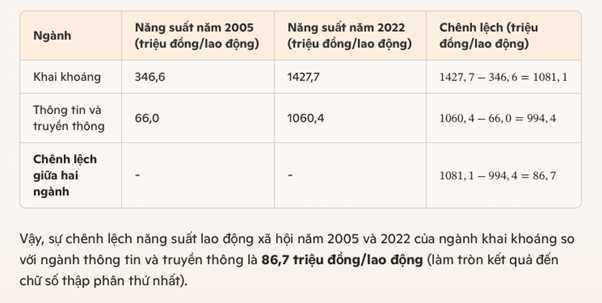 Ngành
Năng suất năm 2005
(triệu đồng/lao động)
Năng suất năm 2022
(triệu đồng/lao động)
Chênh lệch (triệu
đồng/lao động)
Khai khoáng
346,6
1427,7
1427, 7 − 346, 6 = 1081, 1
Thông tin và
truyền thông
66,0
1060,4
1060, 4 − 66, 0 = 994, 4
Chênh lệch
giữa hai
ngành
-
-
1081, 1 − 994, 4 = 86, 7
Vậy, sự chênh lệch năng suất lao động xã hội năm 2005 và 2022 của ngành khai khoáng so
với ngành thông tin và truyền thông là 86,7 triệu đồng/lao động (làm tròn kết quả đến
chữ số thập phân thứ nhất).